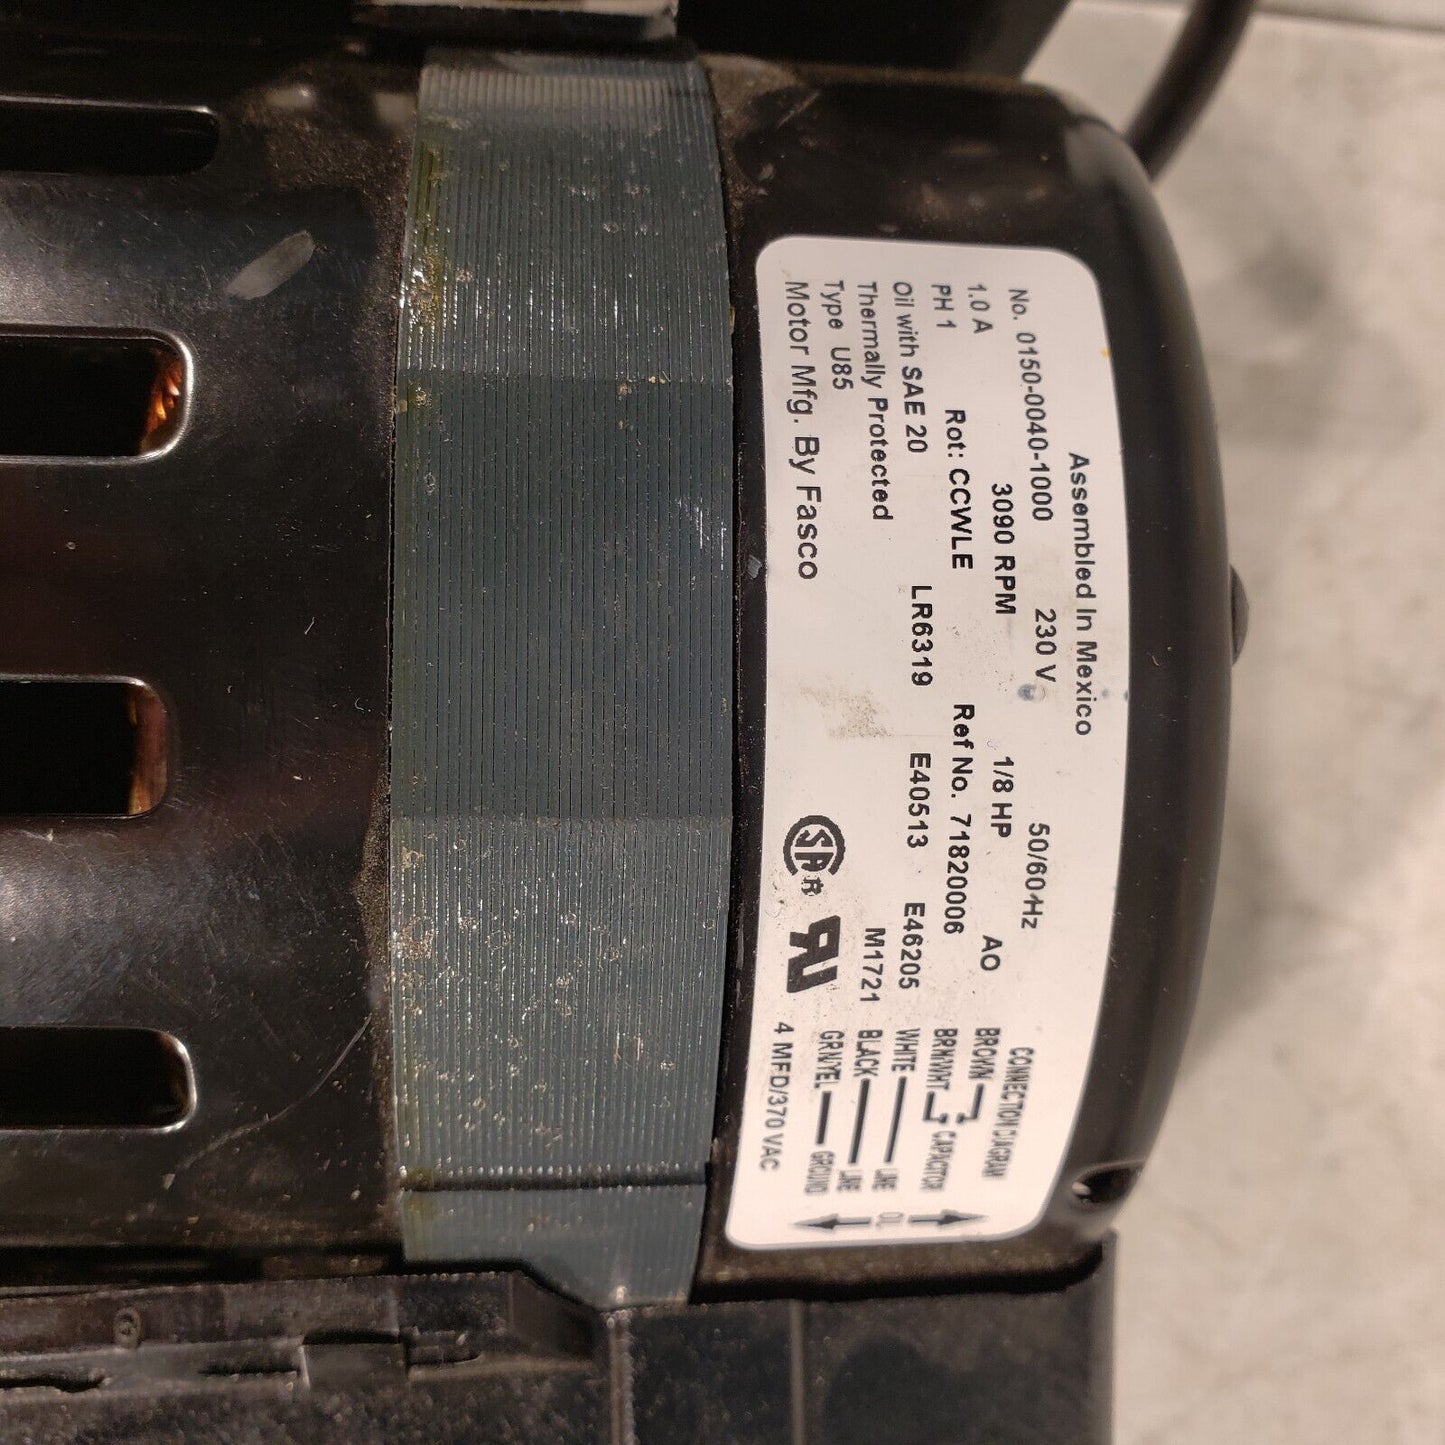 Assembled In Mexico
No. 0150-0040-1000 230 V 50/60 Hz
1.0 A 3090 RPM 1/8 HP AO
PH 1 Rot: CCWLE Ref No. 71820006
Oil with SAE 20 LR6319 E40513 E46205
Thermally Protected M1721
Type U85
Motor Mfg. By Fasco
SA R
UR
CONNECTION DIAGRAM
BROWN
BRN/WHT CAPACITOR
WHITE LINE
BLACK LINE
GRN/YEL GROUND
4 MFD/370 VAC
OIL